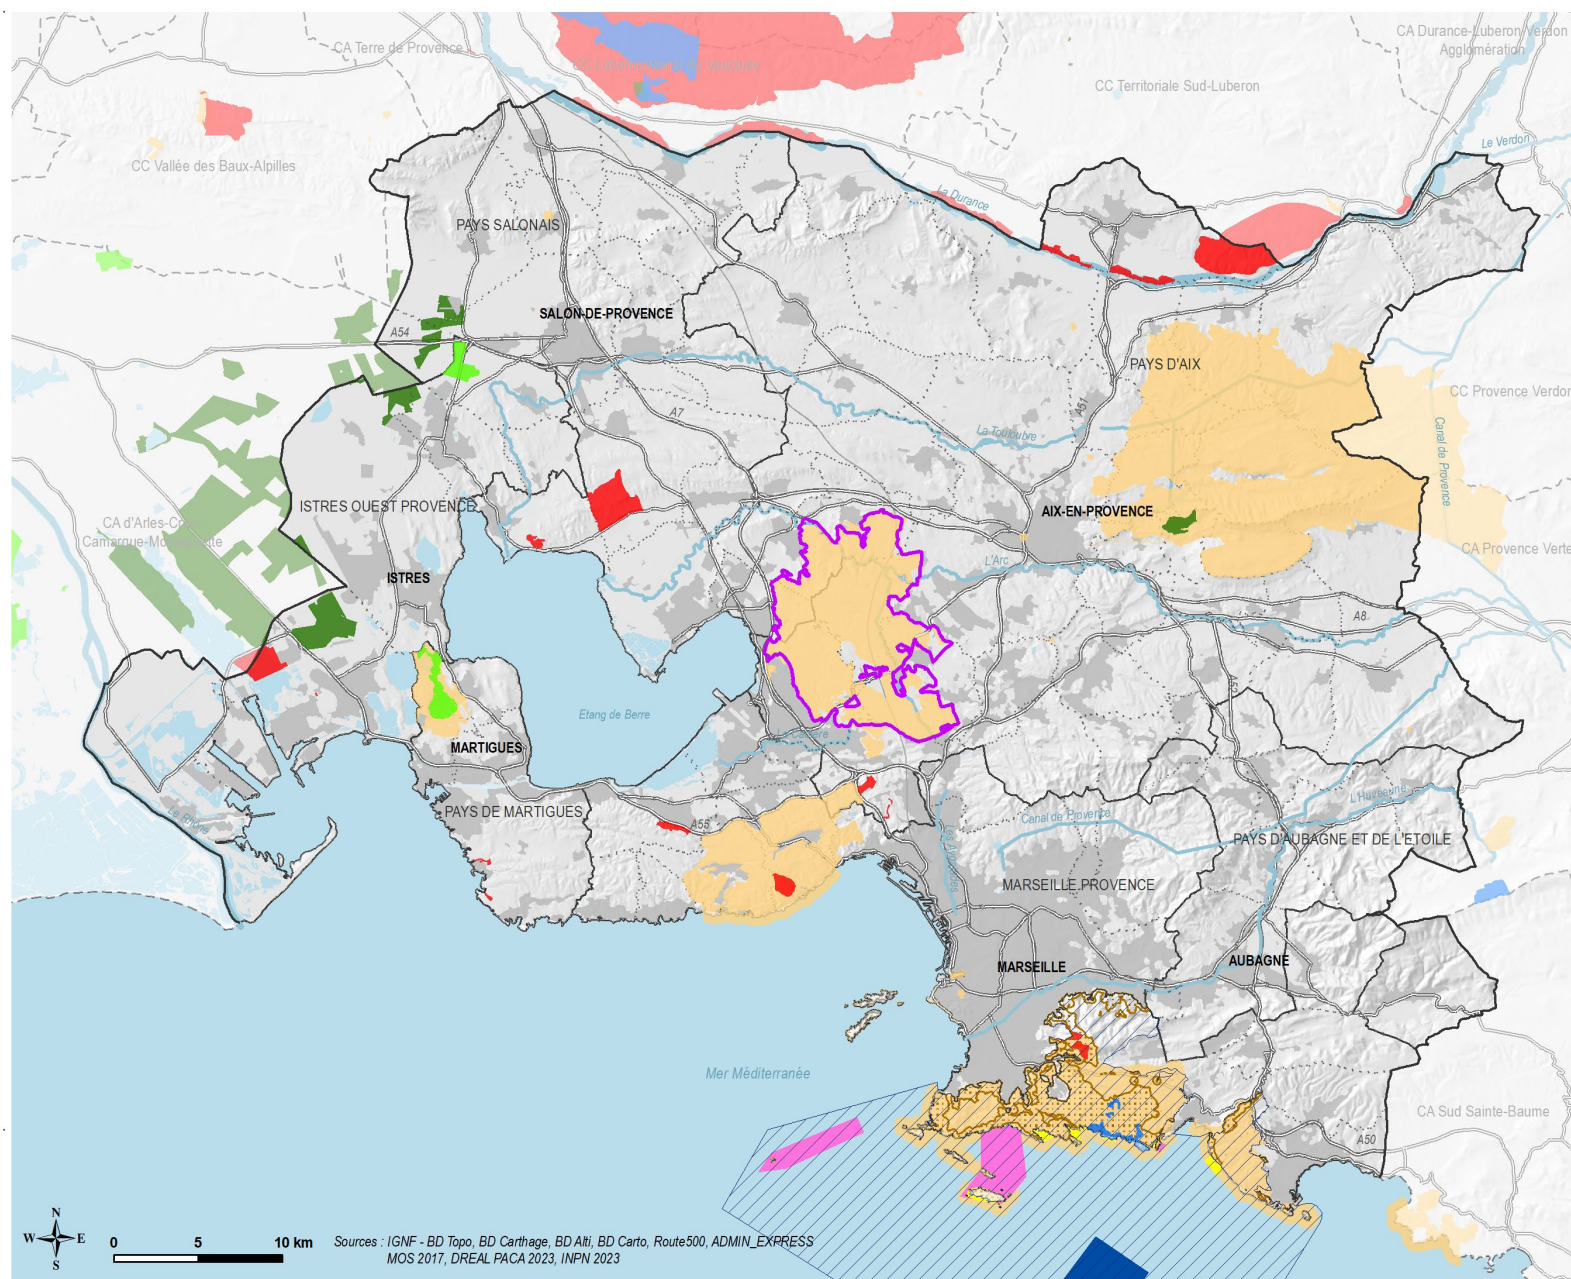 CA Durance-Luberon Verdon
Agglomération
CA Terre de Provence
CC Territoriale Sud-Luberon
Le Verdon
CC Vallée des Baux-Alpilles
La Durance
PAYS SALONAIS
SALON-DE-PROVENCE
A54
PAYS D'AIX
CC Provence Verdon
A7
A51
La Touloubre
Canal de Provence
ISTRES OUEST PROVENCE
AIX-EN-PROVENCE
CA d'Arles-Crau
Camargue-Montagnette
CA Provence Verte
L'Arc
ISTRES
A8
Etang de Berre
La Cadière
MARTIGUES
L'Huveaune
PAYS DE MARTIGUES
Le Rhône
A55
Canal de Provence
PAYS D'AUBAGNE ET DE L'ETOILE
MARSEILLE PROVENCE
MARSEILLE
AUBAGNE
Mer Méditerranée
CA Sud Sainte-Baume
A50
N
W
E
S
0 5 10 km
Sources : IGNF - BD Topo, BD Carthage, BD Alti, BD Carto, Route500, ADMIN_EXPRESS
MOS 2017, DREAL PACA 2023, INPN 2023